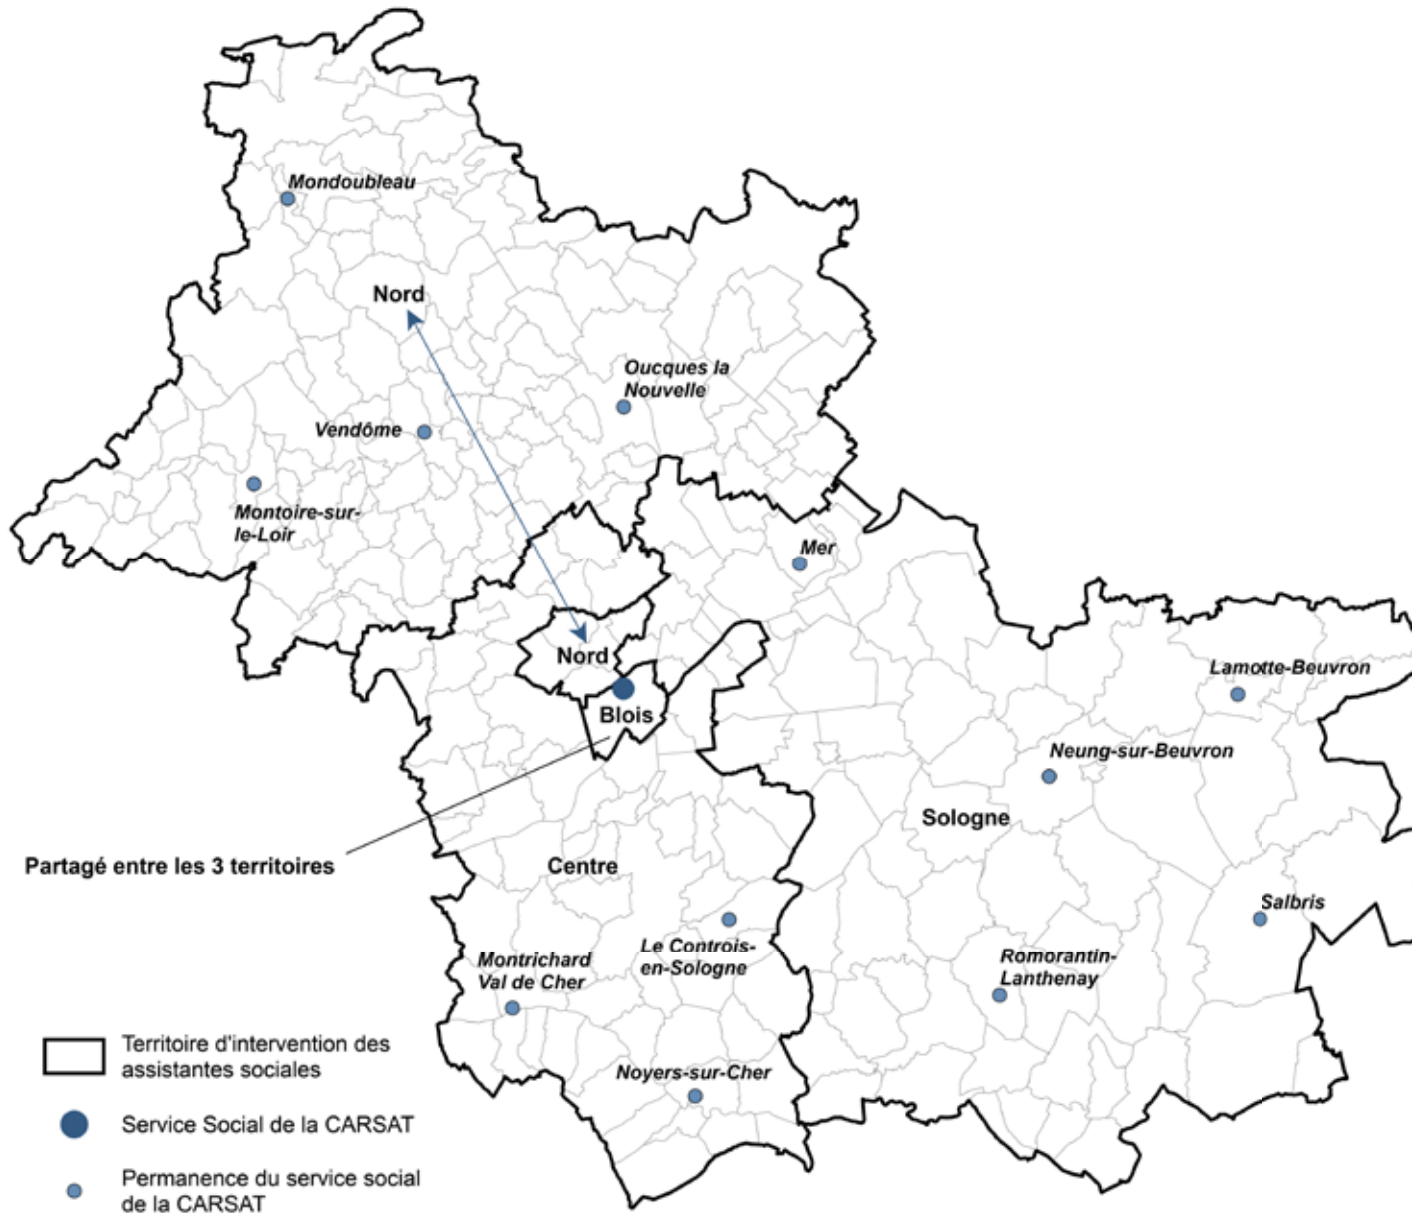 Mondoubleau
Nord
Oucques la
Nouvelle
Vendôme
Montoire-sur-
le-Loir
Mer
Nord
Lamotte-Beuvron
Blois
Neung-sur-Beuvron
Sologne
Partagé entre les 3 territoires
Centre
Salbris
Le Controis-
en-Sologne
Montrichard
Val de Cher
Romorantin-
Lanthenay
Noyers-sur-Cher
Territoire d'intervention des
assistantes sociales
Service Social de la CARSAT
Permanence du service social
de la CARSAT